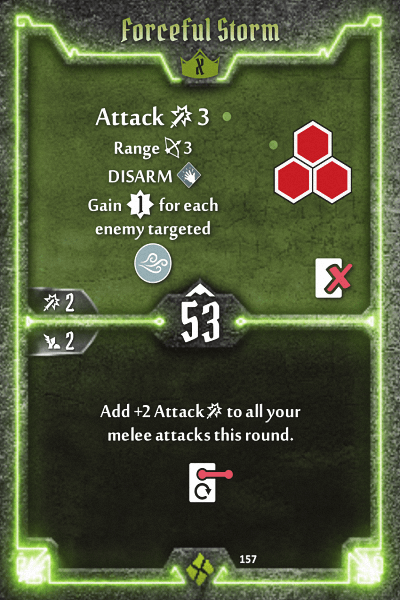 Forceful Storm
X
Attack 3
Range 3
DISARM
Gain 1 for each
enemy targeted
2
53
2
Add +2 Attack to all your
melee attacks this round.
157